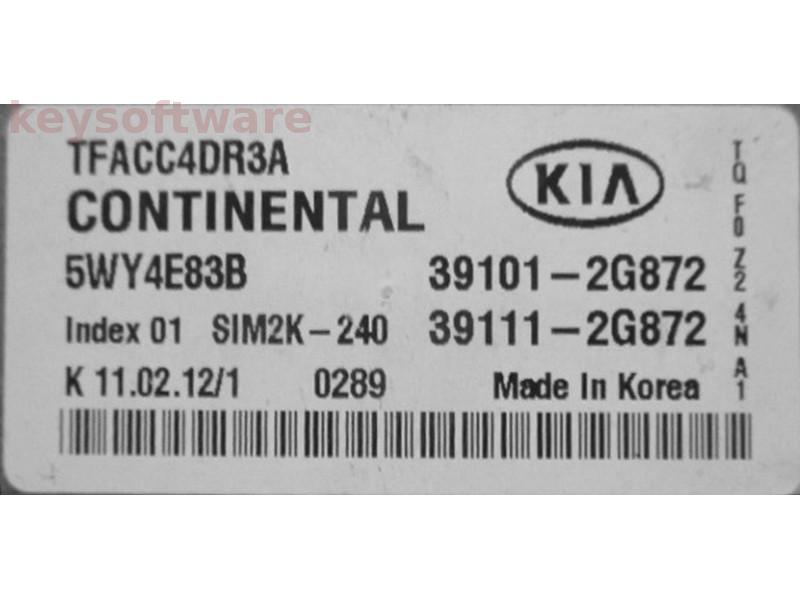 keysoftware
TFACC4DR3A
CONTINENTAL
KIA
5WY4E83B 39101-2G872
Index 01 SIM2K-240 39111-2G872
K 11.02.12/1 0289 Made In Korea
TQ F0 Z2 4N A1